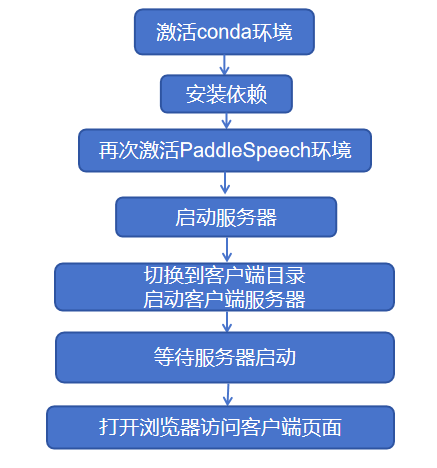 激活conda环境
安装依赖
再次激活PaddleSpeech环境
启动服务器
切换到客户端目录
启动客户端服务器
等待服务器启动
打开浏览器访问客户端页面